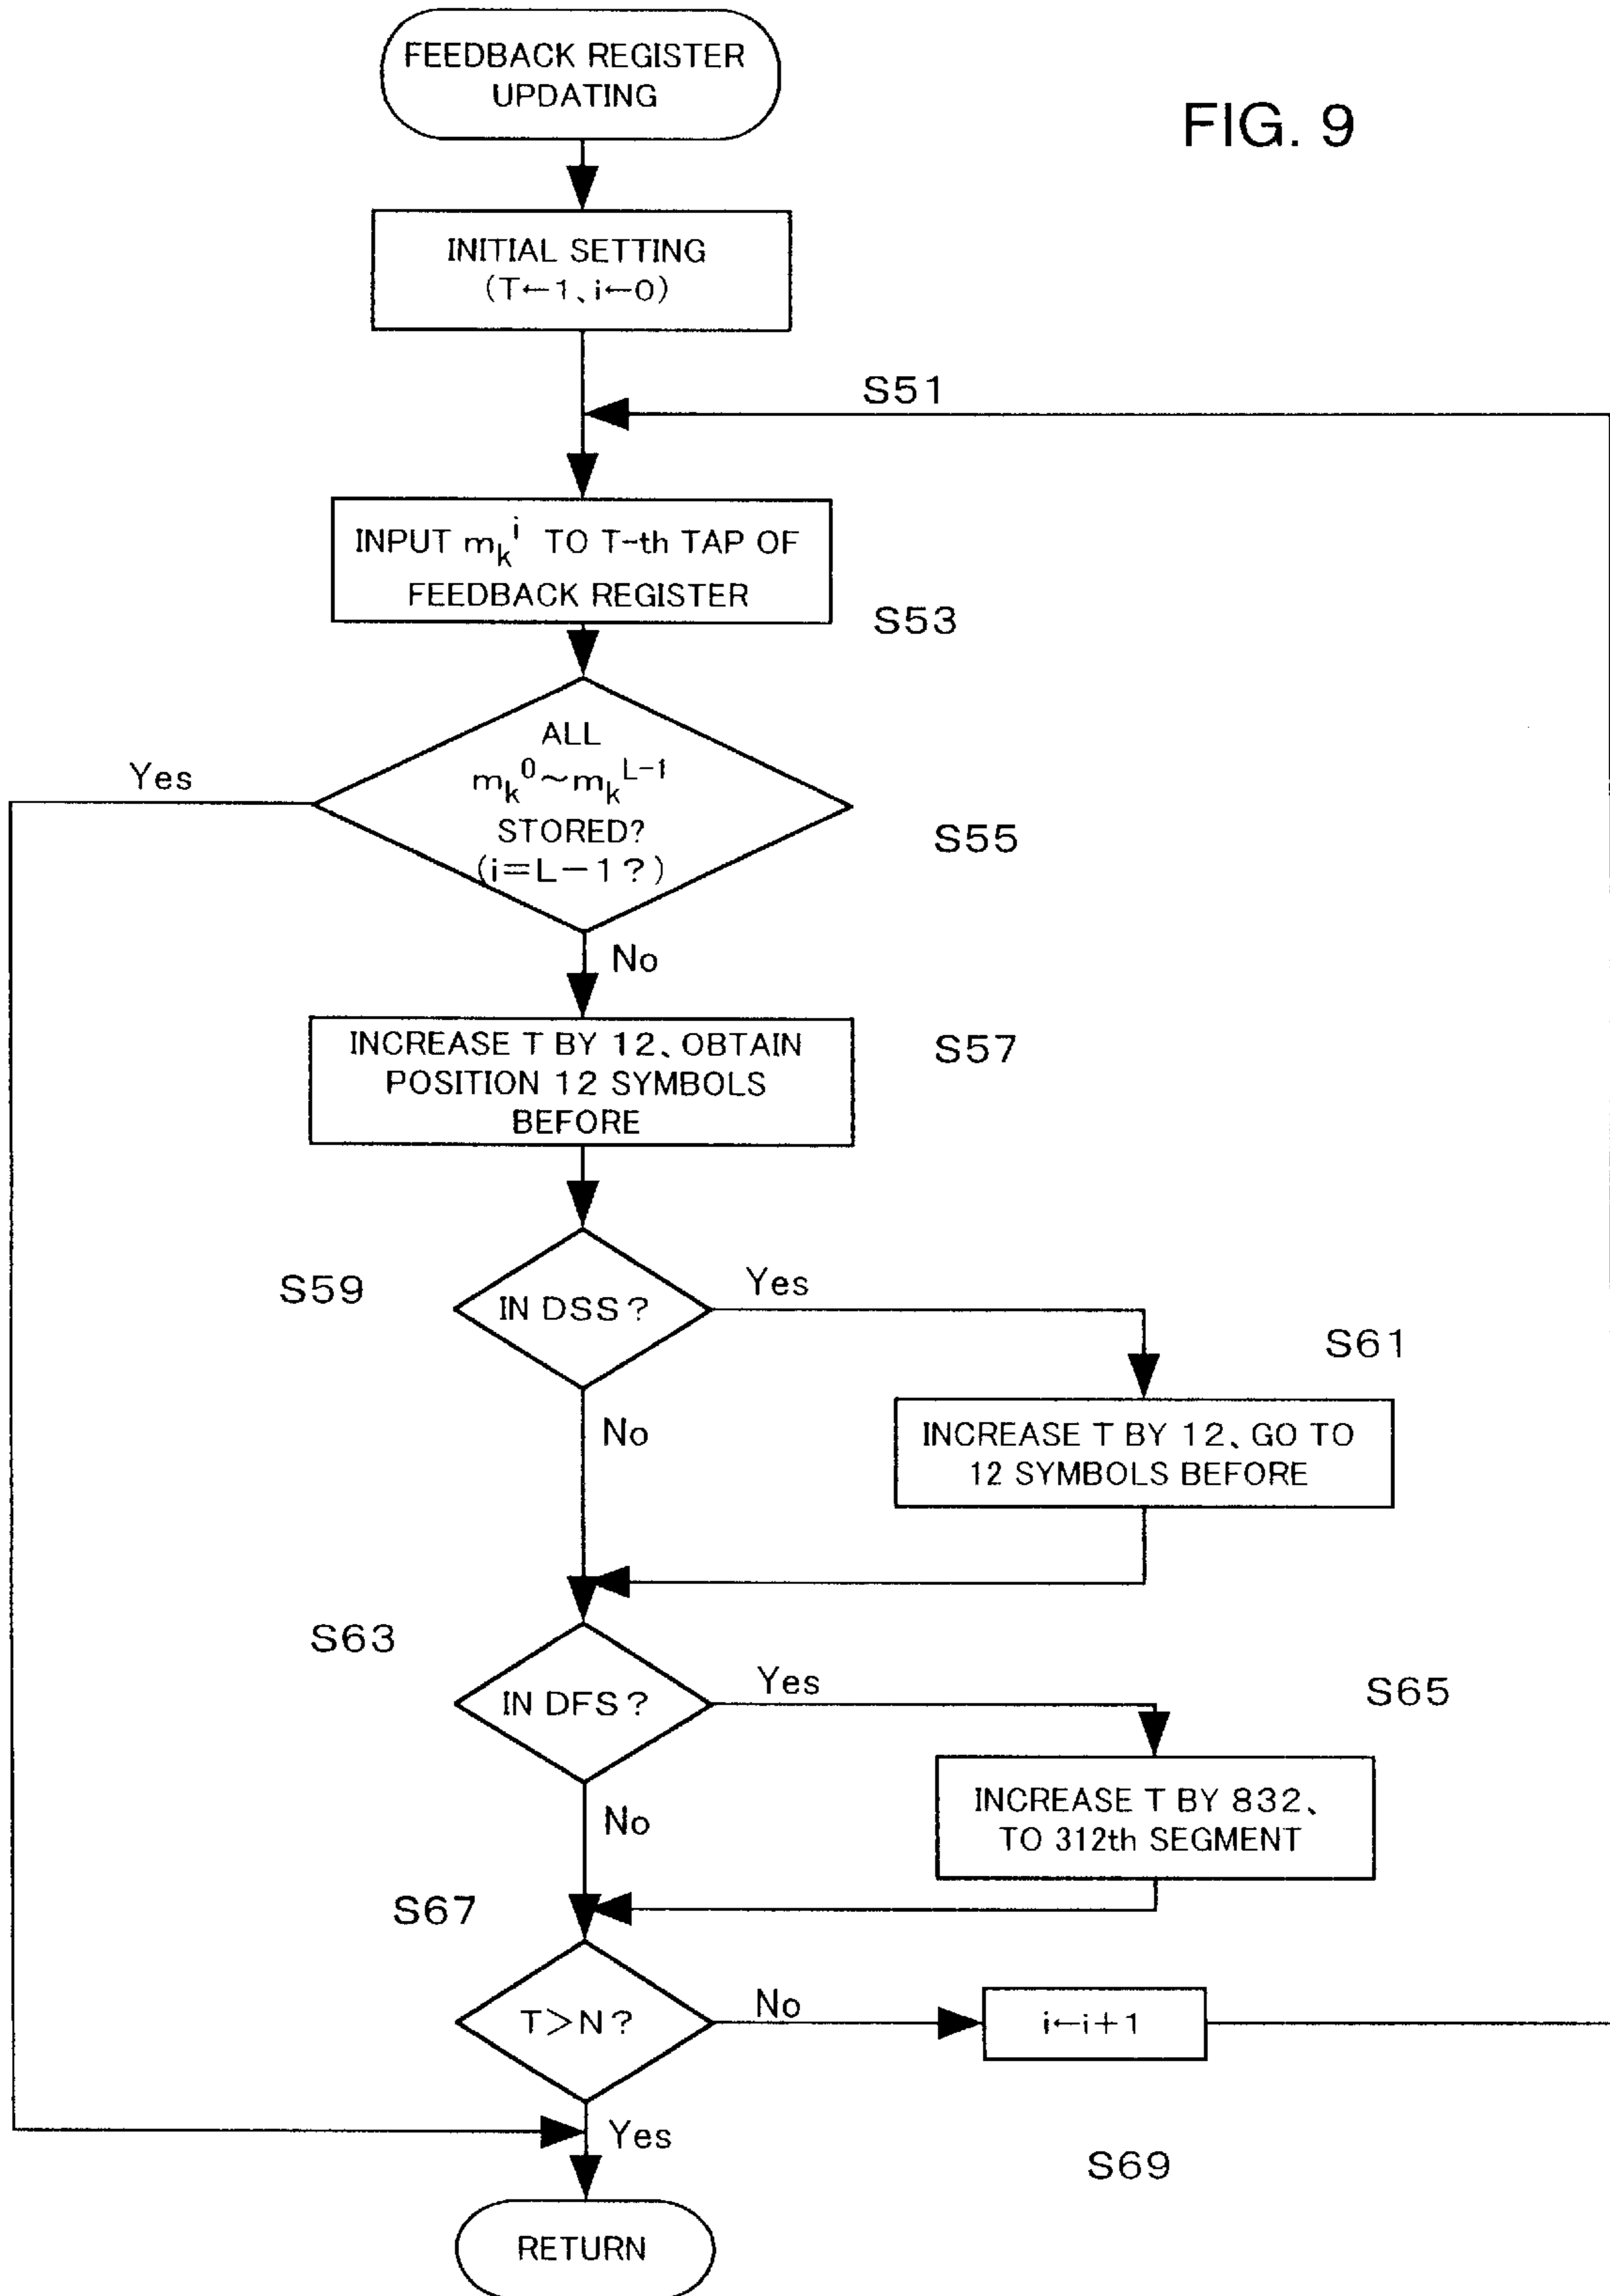 FEEDBACK REGISTER
UPDATING
FIG. 9
INITIAL SETTING
(T←1、i←0)
S51
INPUT mₖⁱ TO T-th TAP OF
FEEDBACK REGISTER
S53
ALL
mₖ⁰~mₖᴸ⁻¹
STORED?
(i=L-1?)
Yes
S55
No
INCREASE T BY 12、OBTAIN
POSITION 12 SYMBOLS
BEFORE
S57
S59
IN DSS?
Yes
S61
No
INCREASE T BY 12、GO TO
12 SYMBOLS BEFORE
S63
IN DFS?
Yes
S65
No
INCREASE T BY 832、
TO 312th SEGMENT
S67
T>N?
No
i←i+1
Yes
S69
RETURN